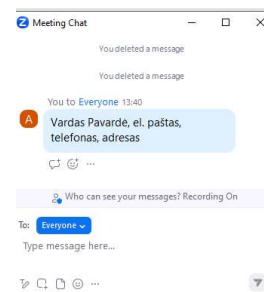 Meeting Chat
You deleted a message
You deleted a message
You to Everyone 13:40
A
Vardas Pavardė, el. paštas,
telefonas, adresas
Who can see your messages? Recording On
To: Everyone
Type message here...